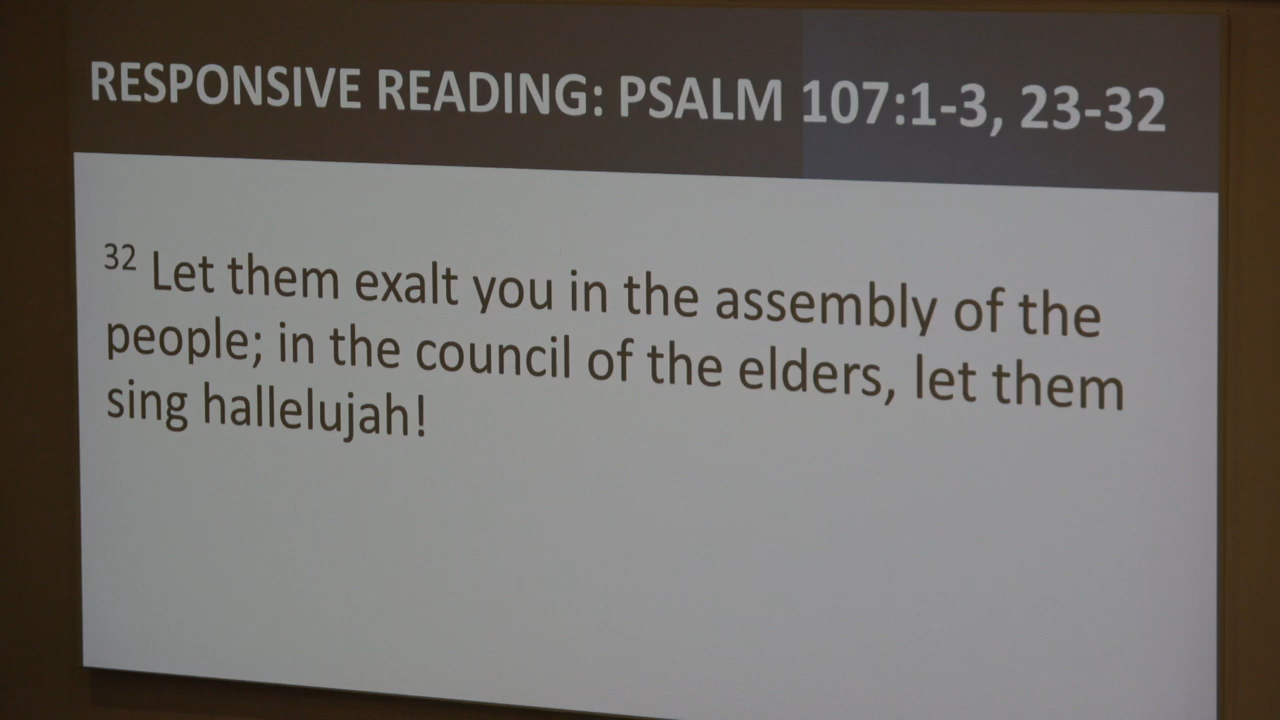 RESPONSIVE READING: PSALM 107:1-3, 23-32
32 Let them exalt you in the assembly of the
people; in the council of the elders, let them
sing hallelujah!